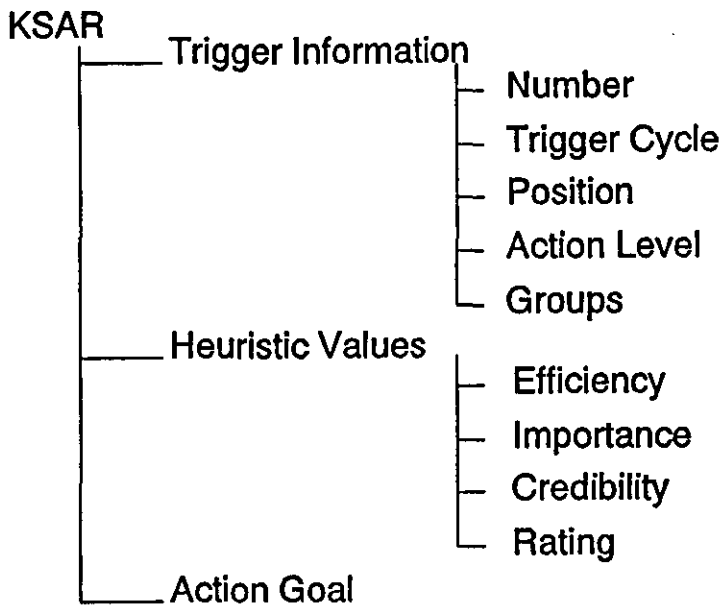 KSAR
Trigger Information
Number
Trigger Cycle
Position
Action Level
Groups
Heuristic Values
Efficiency
Importance
Credibility
Rating
Action Goal